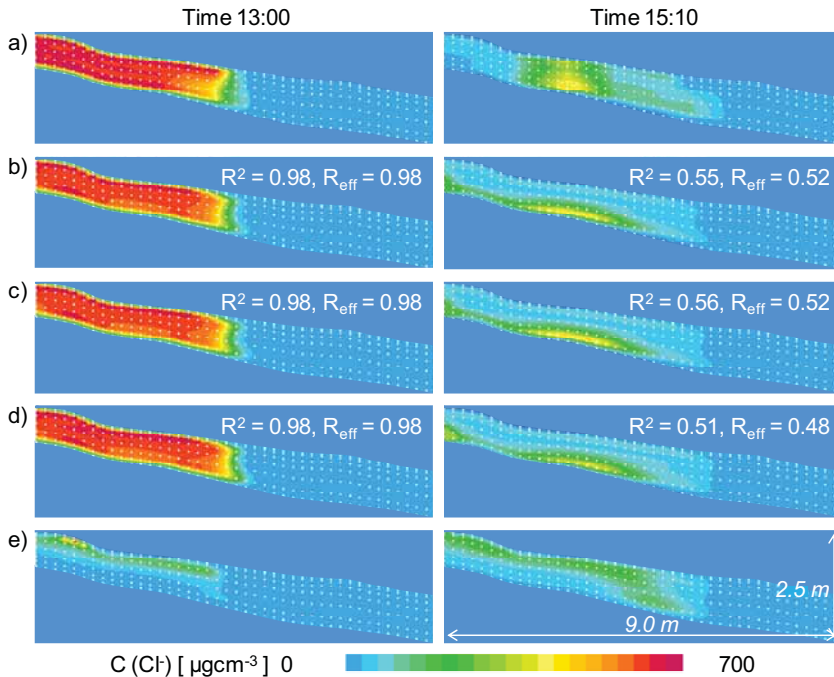 Time 13:00 Time 15:10
a)
b) R² = 0.98, R_eff = 0.98 R² = 0.55, R_eff = 0.52
c) R² = 0.98, R_eff = 0.98 R² = 0.56, R_eff = 0.52
d) R² = 0.98, R_eff = 0.98 R² = 0.51, R_eff = 0.48
e) 2.5 m
9.0 m
C (Cl⁻) [ µgcm⁻³ ] 0 700